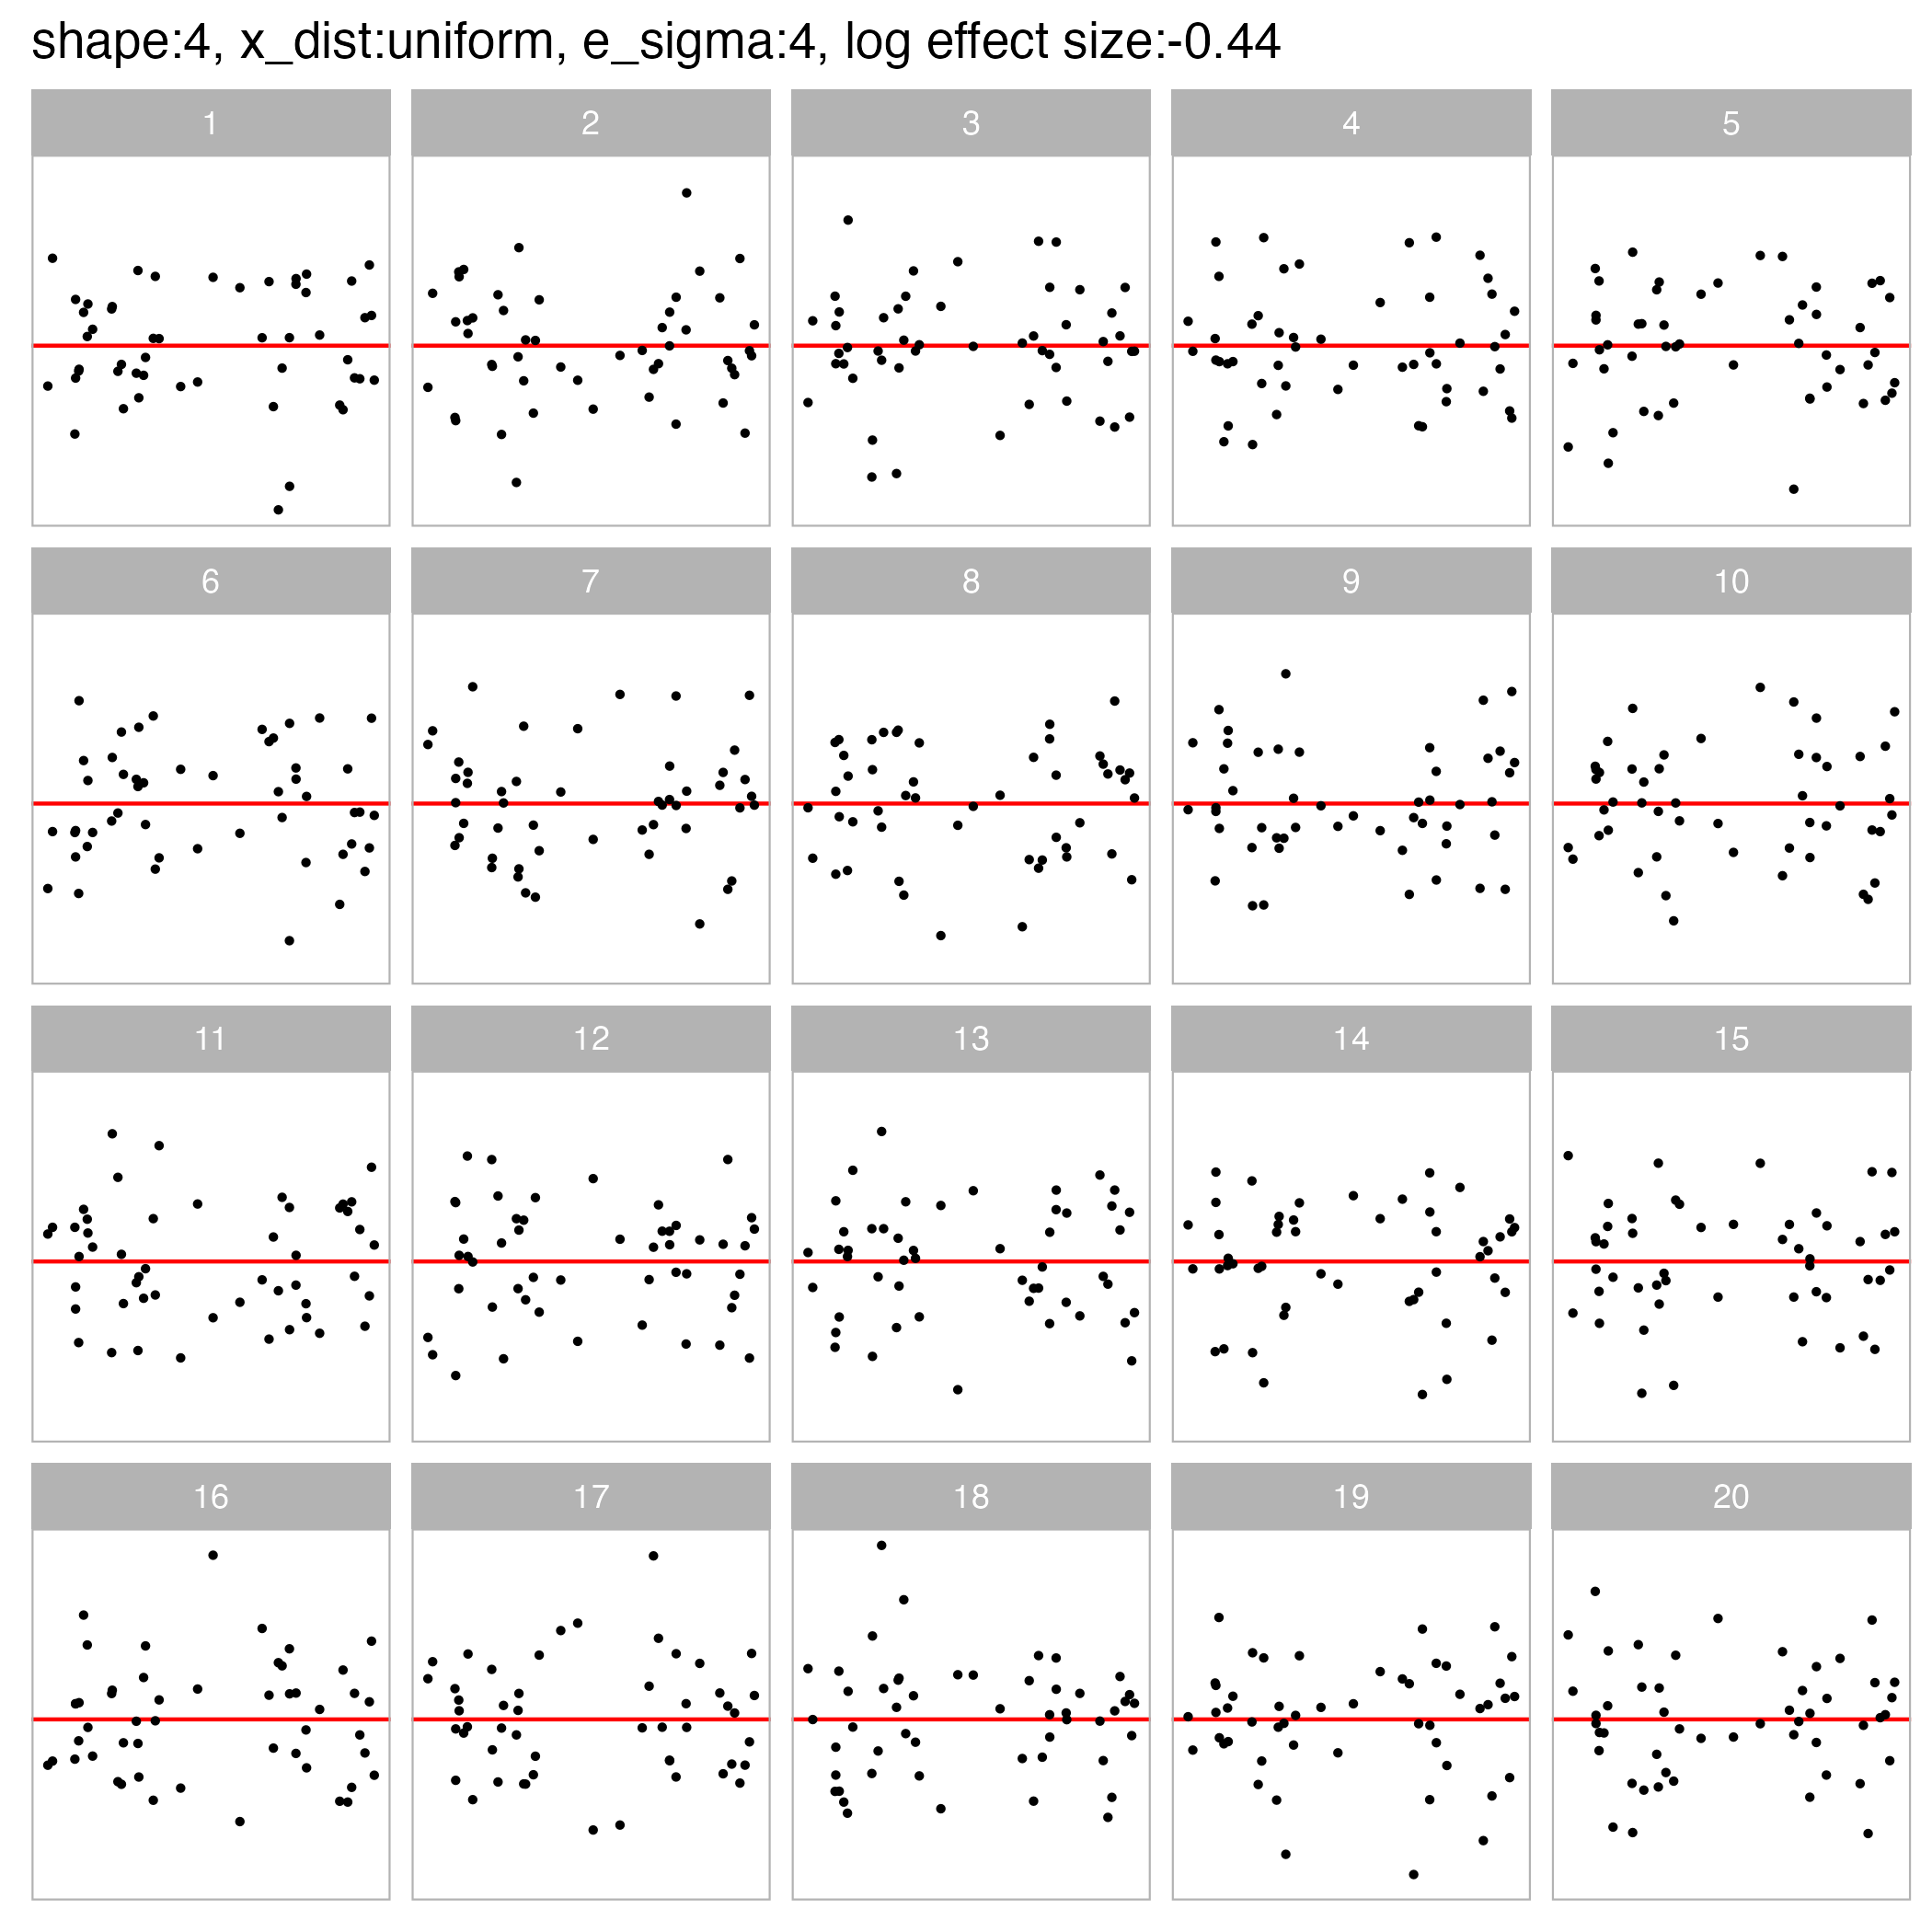 shape:4, x_dist:uniform, e_sigma:4, log effect size:-0.44
1 2 3 4 5
6 7 8 9 10
11 12 13 14 15
16 17 18 19 20